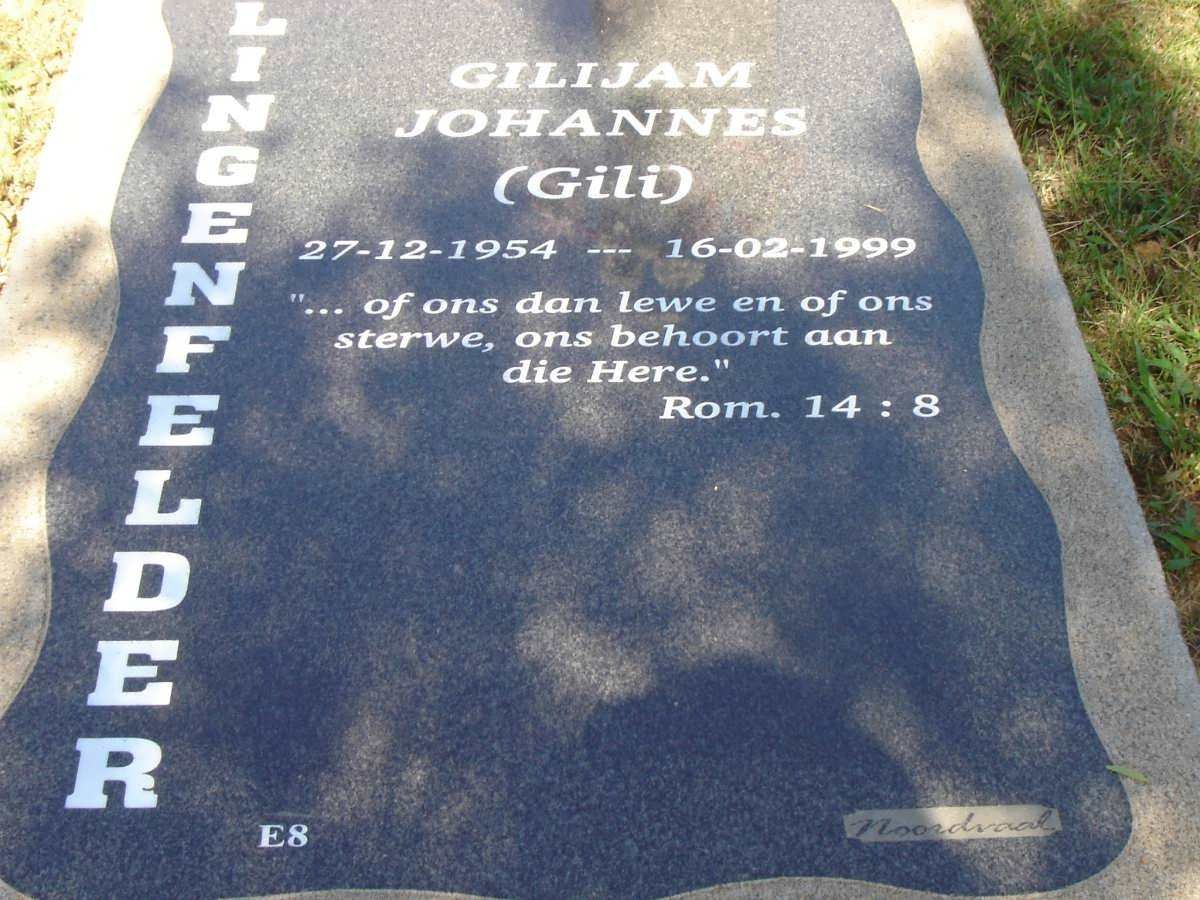 LINGENFELDER
GILIJAM
JOHANNES
(Gili)
27-12-1954 --- 16-02-1999
"... of ons dan lewe en of ons
sterwe, ons behoort aan
die Here."
Rom. 14 : 8
E8
Noordvaal